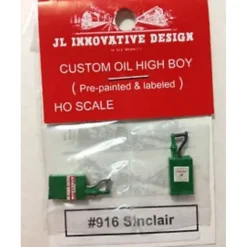 JL INNOVATIVE DESIGN
CUSTOM OIL HIGH BOY
( Pre-painted & labeled )
HO SCALE
#916 Sinclair